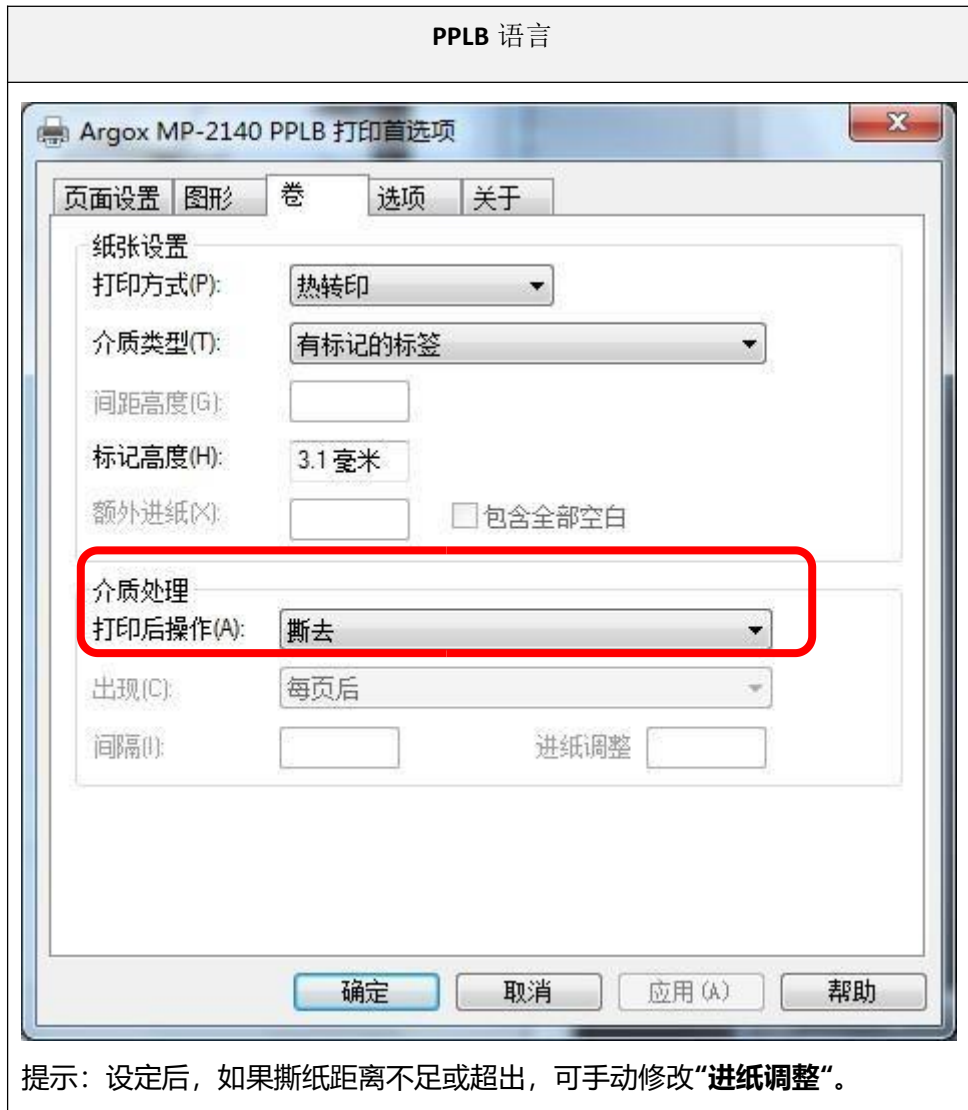 PPLB 语言
Argox MP-2140 PPLB 打印首选项
页面设置 图形 卷 选项 关于
纸张设置
打印方式(P): 热转印
介质类型(T): 有标记的标签
间距高度(G):
标记高度(H): 3.1 毫米
额外进纸(X): 包含全部空白
介质处理
打印后操作(A): 撕去
出现(C): 每页后
间隔(I): 进纸调整
确定 取消 应用(A) 帮助
提示：设定后，如果撕纸距离不足或超出，可手动修改“进纸调整“。